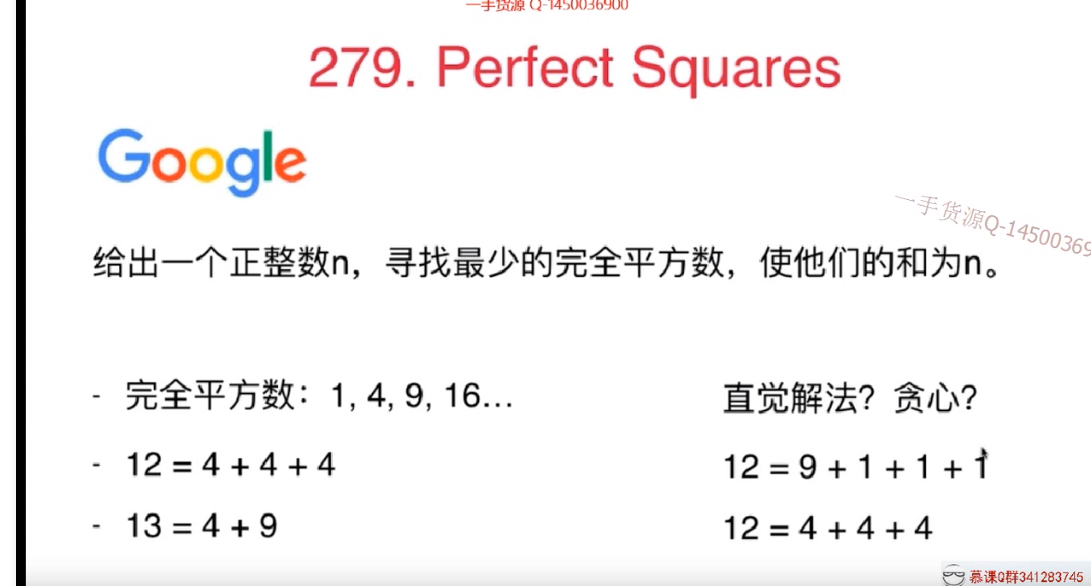 一手货源 Q-1450036900
279. Perfect Squares
Google
一手货源Q-14500369
给出一个正整数n，寻找最少的完全平方数，使他们的和为n。
- 完全平方数：1, 4, 9, 16...
直觉解法？贪心？
- 12 = 4 + 4 + 4
12 = 9 + 1 + 1 + 1
- 13 = 4 + 9
12 = 4 + 4 + 4
慕课Q群341283745